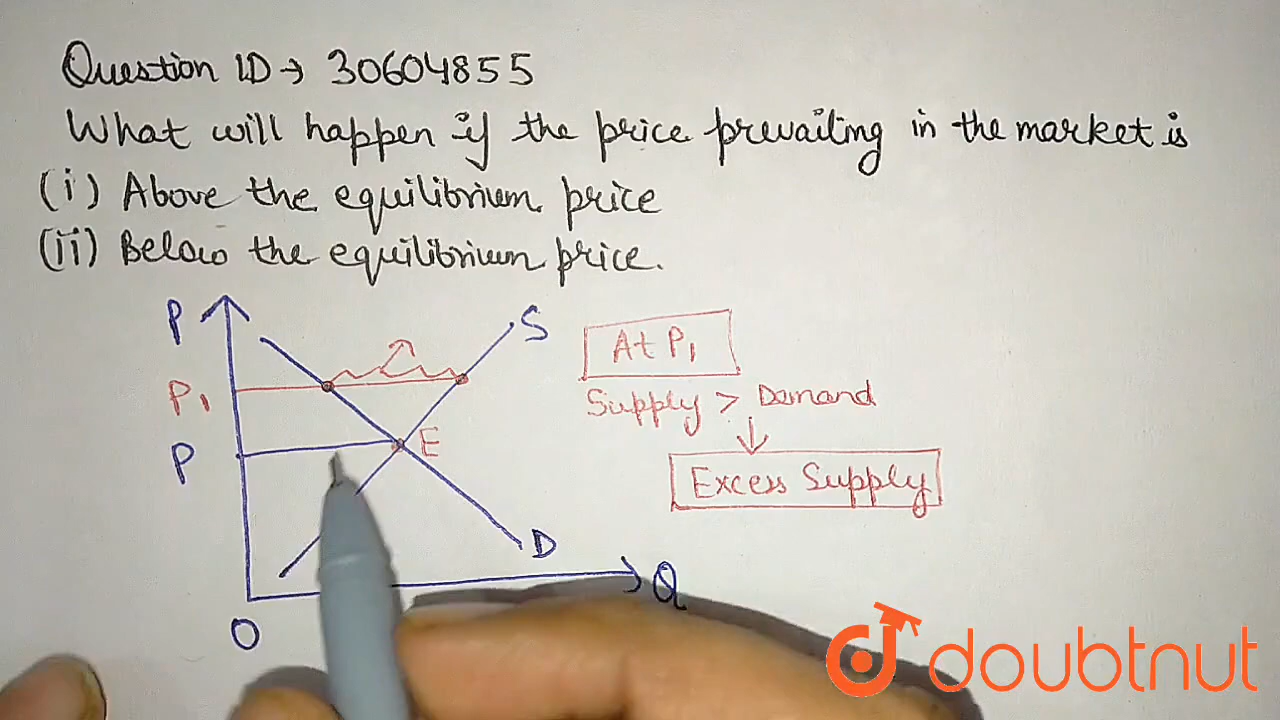 Question ID → 30604855
What will happen if the price prevailing in the market is
(i) Above the equilibrium price
(ii) Below the equilibrium price.
P
S
At P1
P1
Supply > Demand
E
P
Excess Supply
D
Q
O
doubtnut